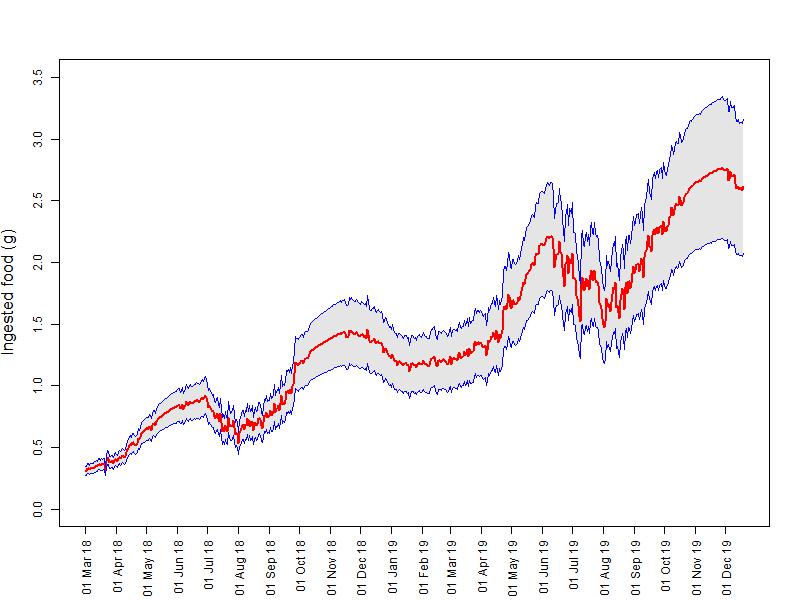 Ingested food (g)
3.5
3.0
2.5
2.0
1.5
1.0
0.5
0.0
01 Mar 18
01 Apr 18
01 May 18
01 Jun 18
01 Jul 18
01 Aug 18
01 Sep 18
01 Oct 18
01 Nov 18
01 Dec 18
01 Jan 19
01 Feb 19
01 Mar 19
01 Apr 19
01 May 19
01 Jun 19
01 Jul 19
01 Aug 19
01 Sep 19
01 Oct 19
01 Nov 19
01 Dec 19